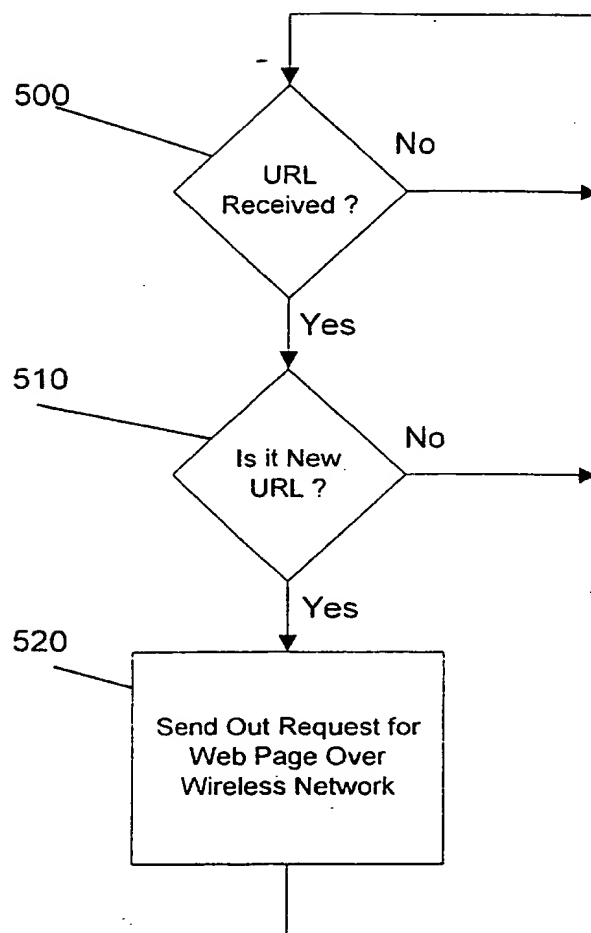 500
No
URL
Received ?
Yes
510
No
Is it New
URL ?
Yes
520
Send Out Request for
Web Page Over
Wireless Network